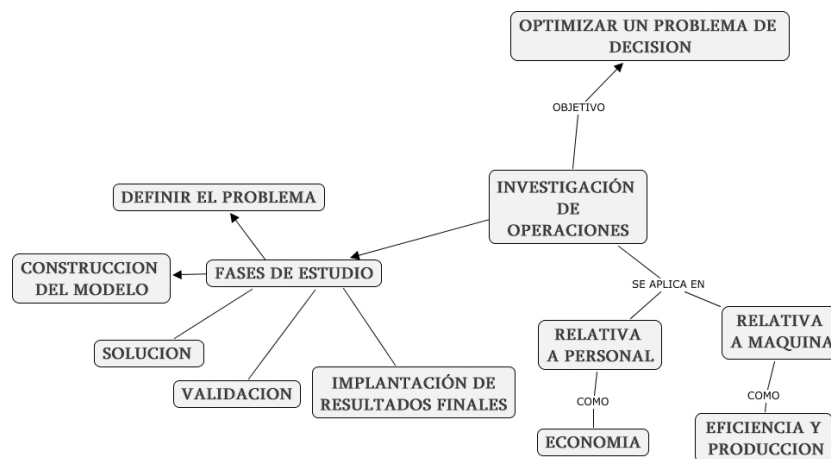 OPTIMIZAR UN PROBLEMA DE
DECISION
OBJETIVO
INVESTIGACIÓN
DE
OPERACIONES
DEFINIR EL PROBLEMA
CONSTRUCCION
DEL MODELO
FASES DE ESTUDIO
SOLUCION
VALIDACION
IMPLANTACIÓN DE
RESULTADOS FINALES
SE APLICA EN
RELATIVA
A PERSONAL
COMO
ECONOMIA
RELATIVA
A MAQUINA
COMO
EFICIENCIA Y
PRODUCCION